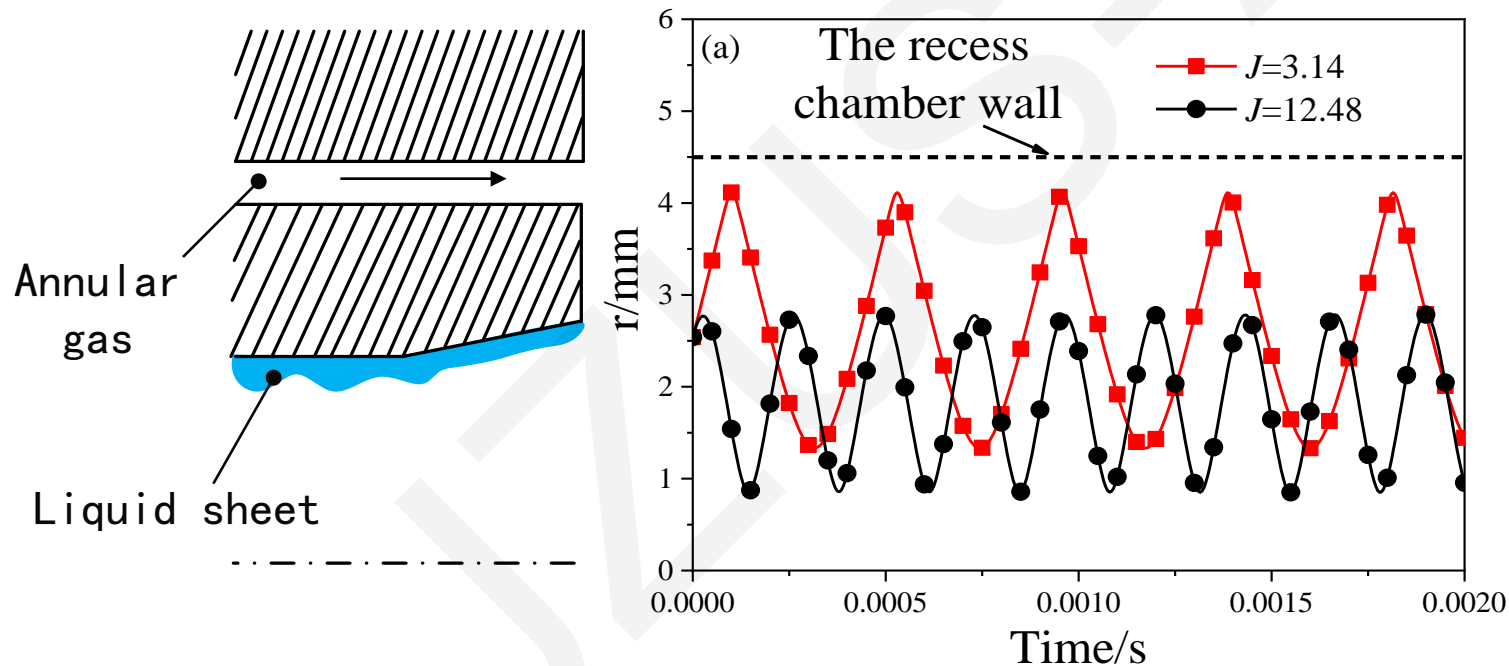 Annular
gas
Liquid sheet
(a)
The recess
chamber wall
J=3.14
J=12.48
r/mm
6
5
4
3
2
1
0
0.0000
0.0005
0.0010
0.0015
0.0020
Time/s